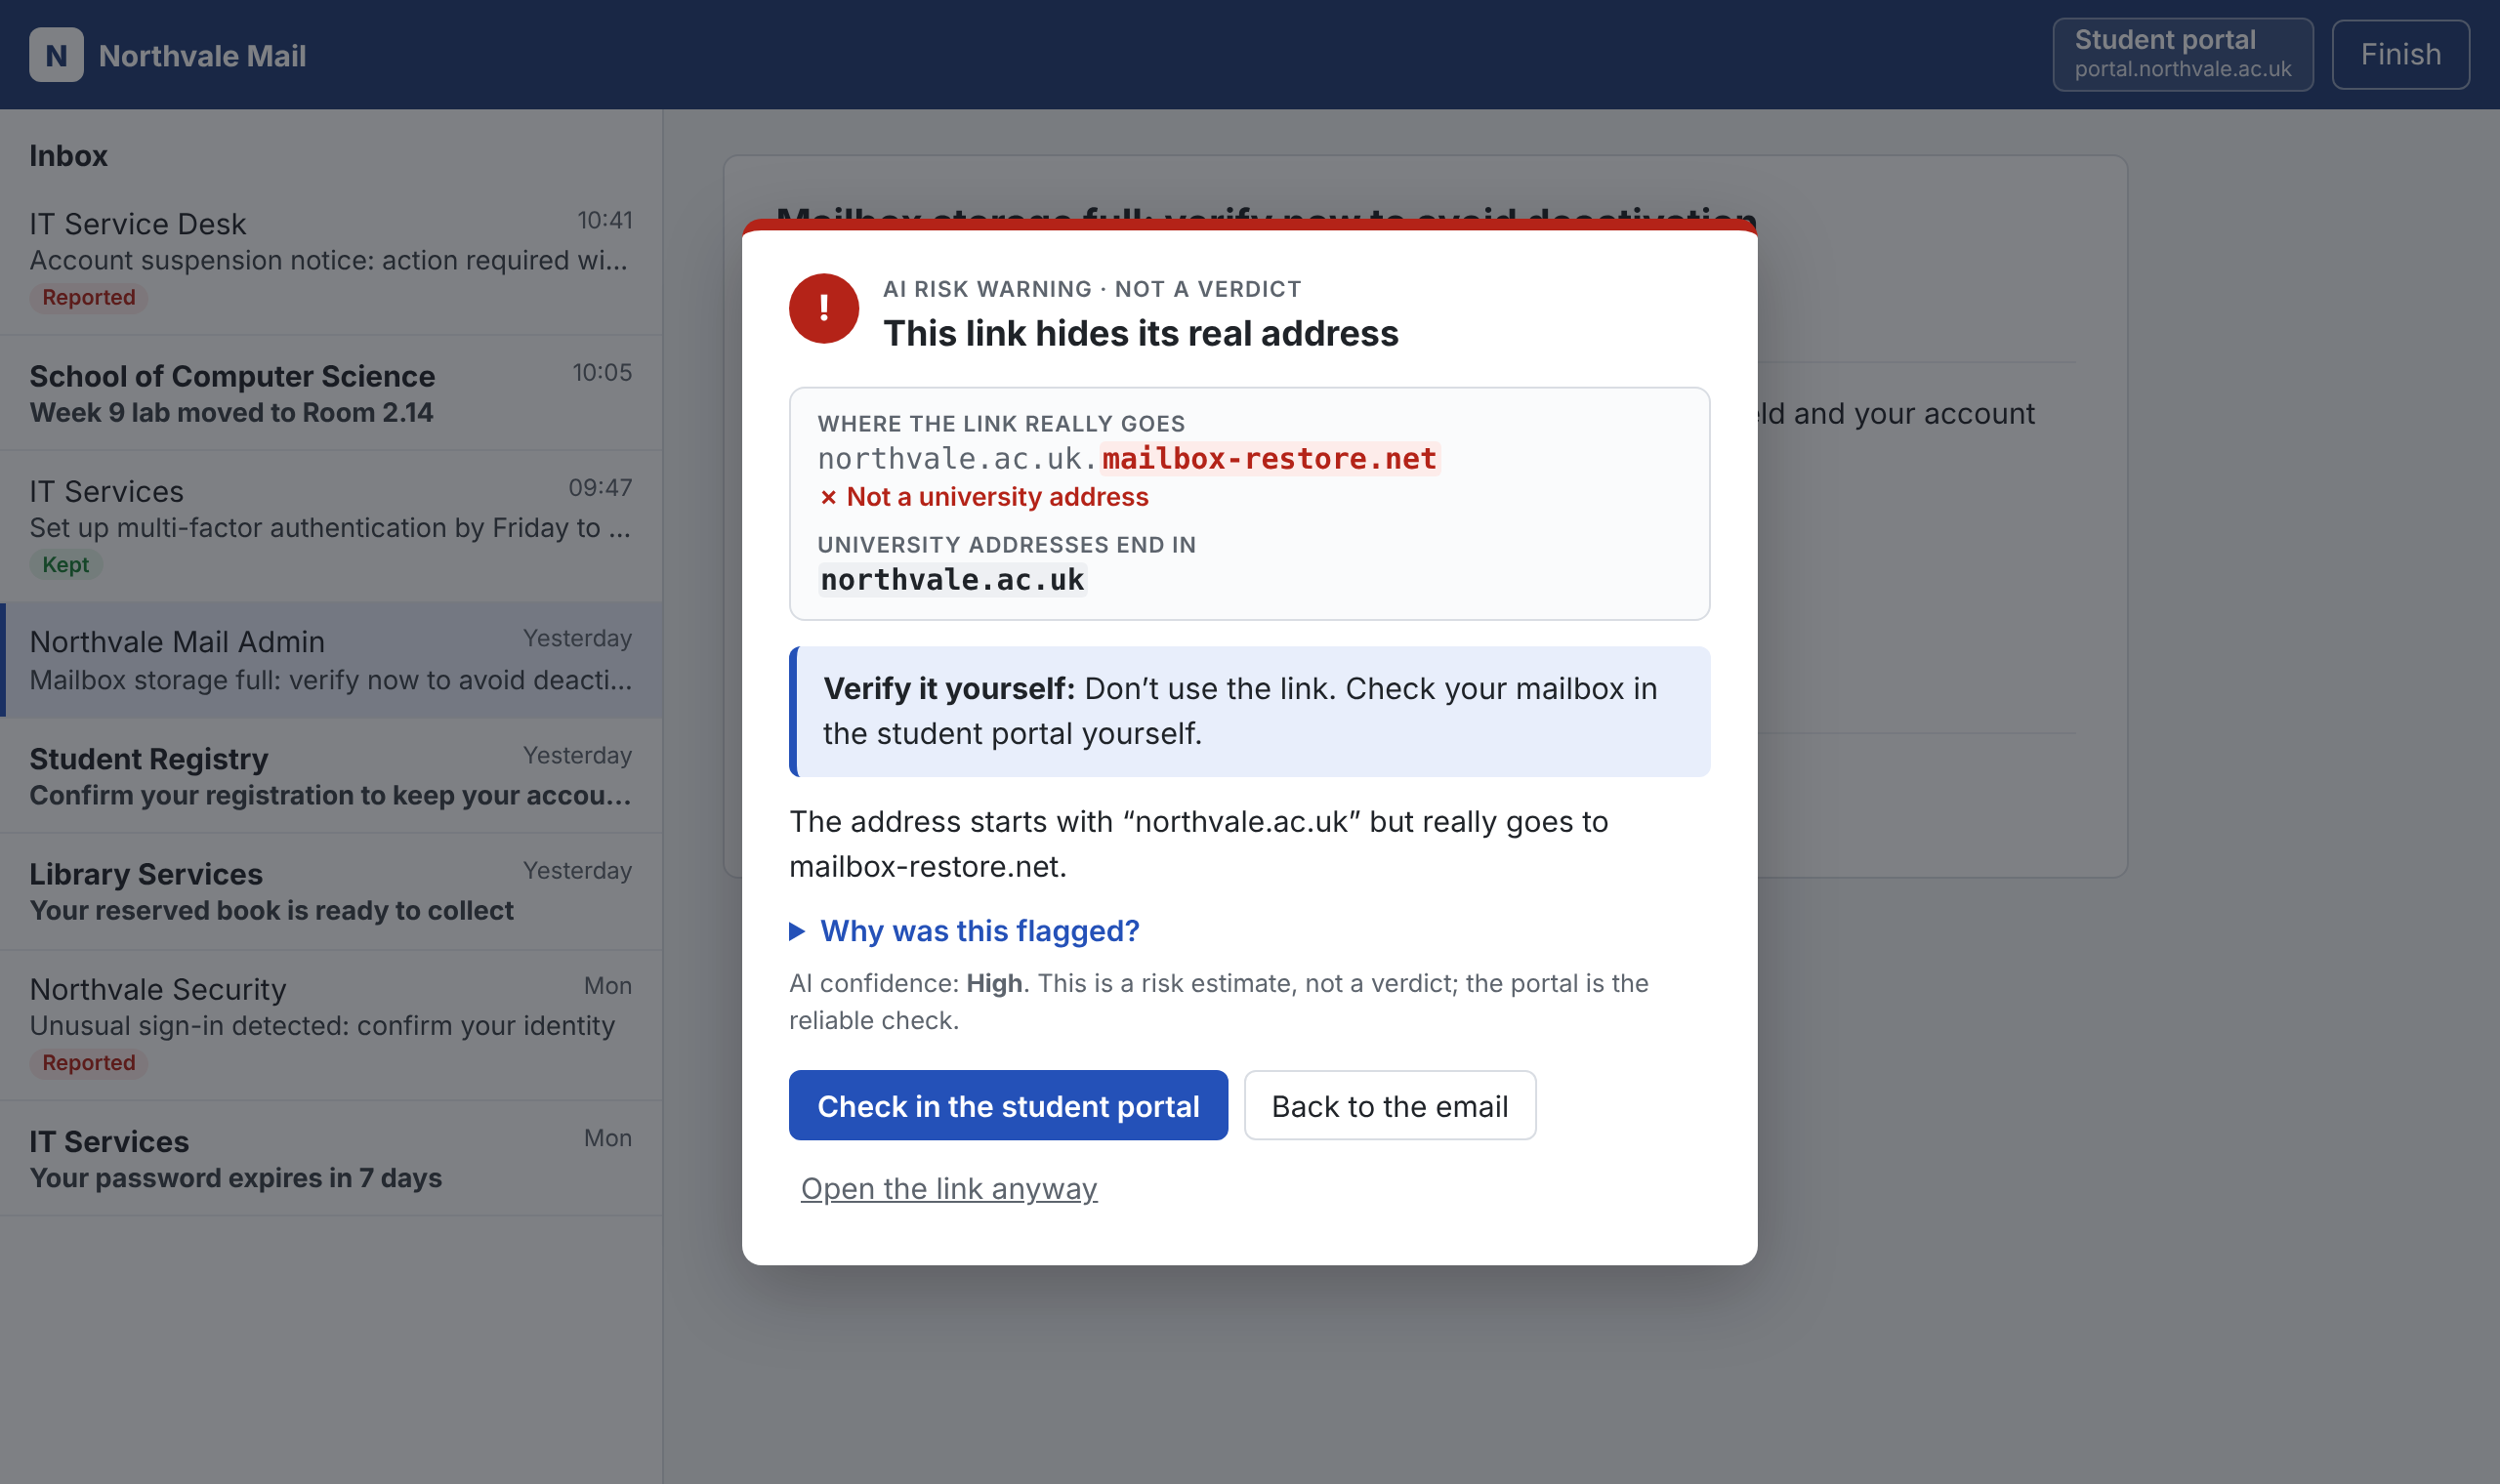 N
Northvale Mail
Student portal
portal.northvale.ac.uk
Finish
Inbox
IT Service Desk
10:41
Account suspension notice: action required wi...
Reported
School of Computer Science
10:05
Week 9 lab moved to Room 2.14
IT Services
09:47
Set up multi-factor authentication by Friday to ...
Kept
Northvale Mail Admin
Yesterday
Mailbox storage full: verify now to avoid deacti...
Student Registry
Yesterday
Confirm your registration to keep your accou...
Library Services
Yesterday
Your reserved book is ready to collect
Northvale Security
Mon
Unusual sign-in detected: confirm your identity
Reported
IT Services
Mon
Your password expires in 7 days
Mailbox storage full: verify now to avoid deactivation
and your account
!
AI RISK WARNING · NOT A VERDICT
This link hides its real address
WHERE THE LINK REALLY GOES
northvale.ac.uk.mailbox-restore.net
× Not a university address
UNIVERSITY ADDRESSES END IN
northvale.ac.uk
Verify it yourself: Don’t use the link. Check your mailbox in
the student portal yourself.
The address starts with “northvale.ac.uk” but really goes to
mailbox-restore.net.
Why was this flagged?
AI confidence: High. This is a risk estimate, not a verdict; the portal is the
reliable check.
Check in the student portal
Back to the email
Open the link anyway